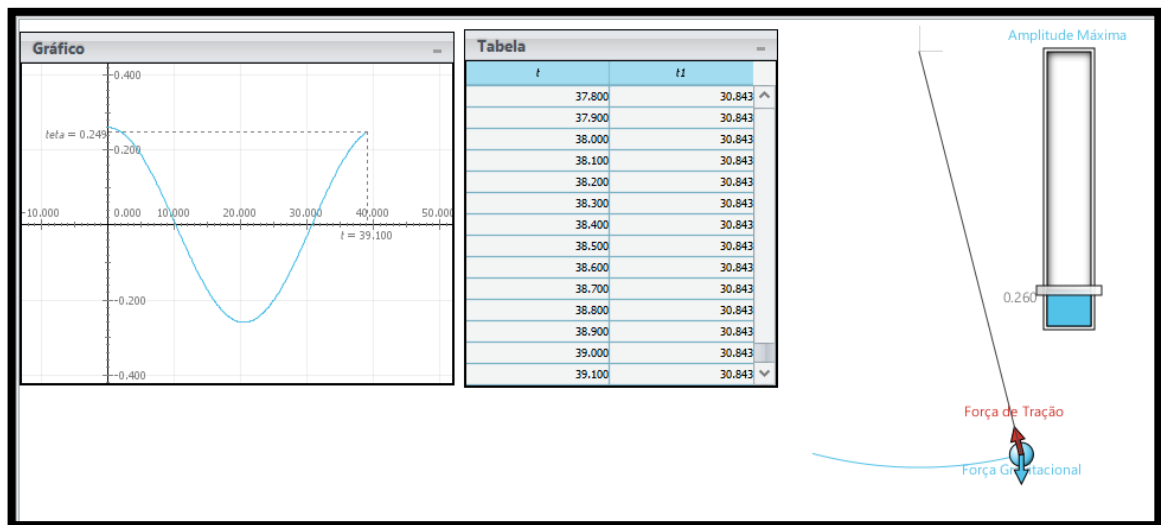 Gráfico
0.400
teta = 0.249
0.200
-10.000 0.000 10.000 20.000 30.000 40.000 50.000
t = 39.100
-0.200
-0.400
Tabela
t t1
37.800 30.843
37.900 30.843
38.000 30.843
38.100 30.843
38.200 30.843
38.300 30.843
38.400 30.843
38.500 30.843
38.600 30.843
38.700 30.843
38.800 30.843
38.900 30.843
39.000 30.843
39.100 30.843
Amplitude Máxima
0.260
Força de Tração
Força Gravitacional